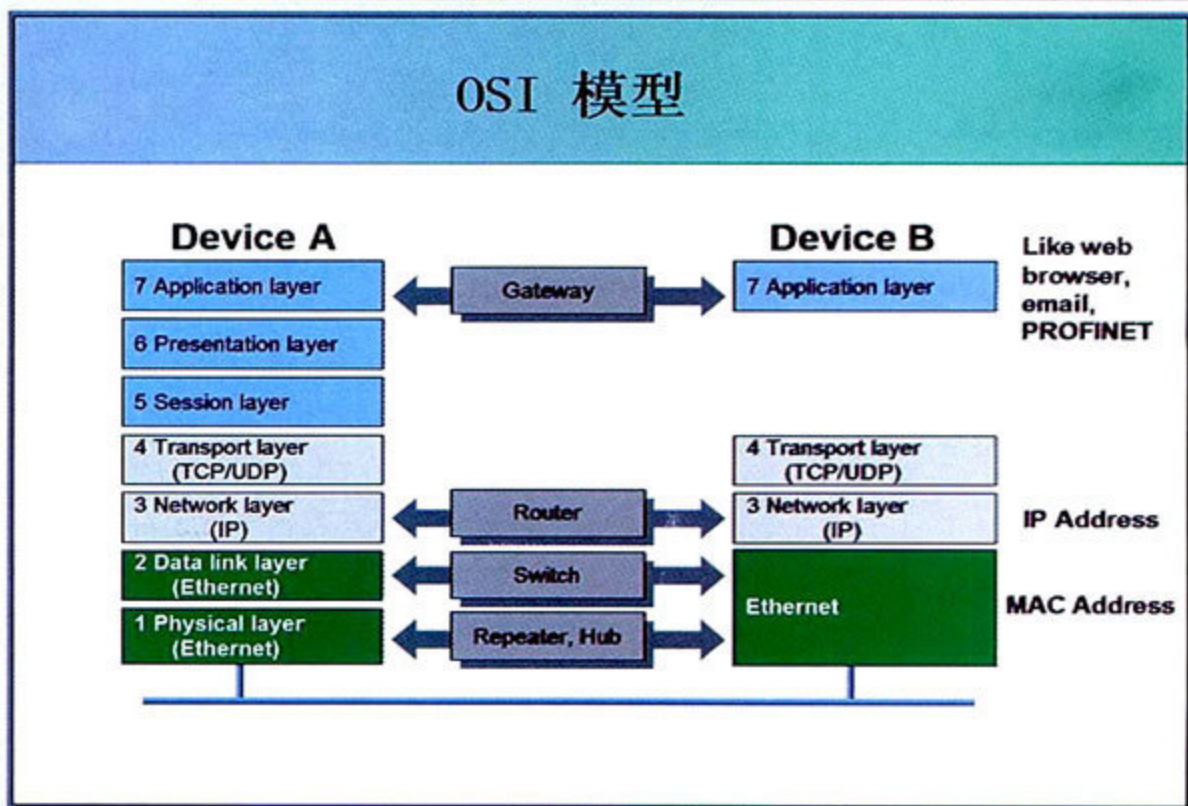 OSI 模型
Device A
7 Application layer
6 Presentation layer
5 Session layer
4 Transport layer
(TCP/UDP)
3 Network layer
(IP)
2 Data link layer
(Ethernet)
1 Physical layer
(Ethernet)
Gateway
Router
Switch
Repeater, Hub
Device B
7 Application layer
4 Transport layer
(TCP/UDP)
3 Network layer
(IP)
Ethernet
Like web
browser,
email,
PROFINET
IP Address
MAC Address